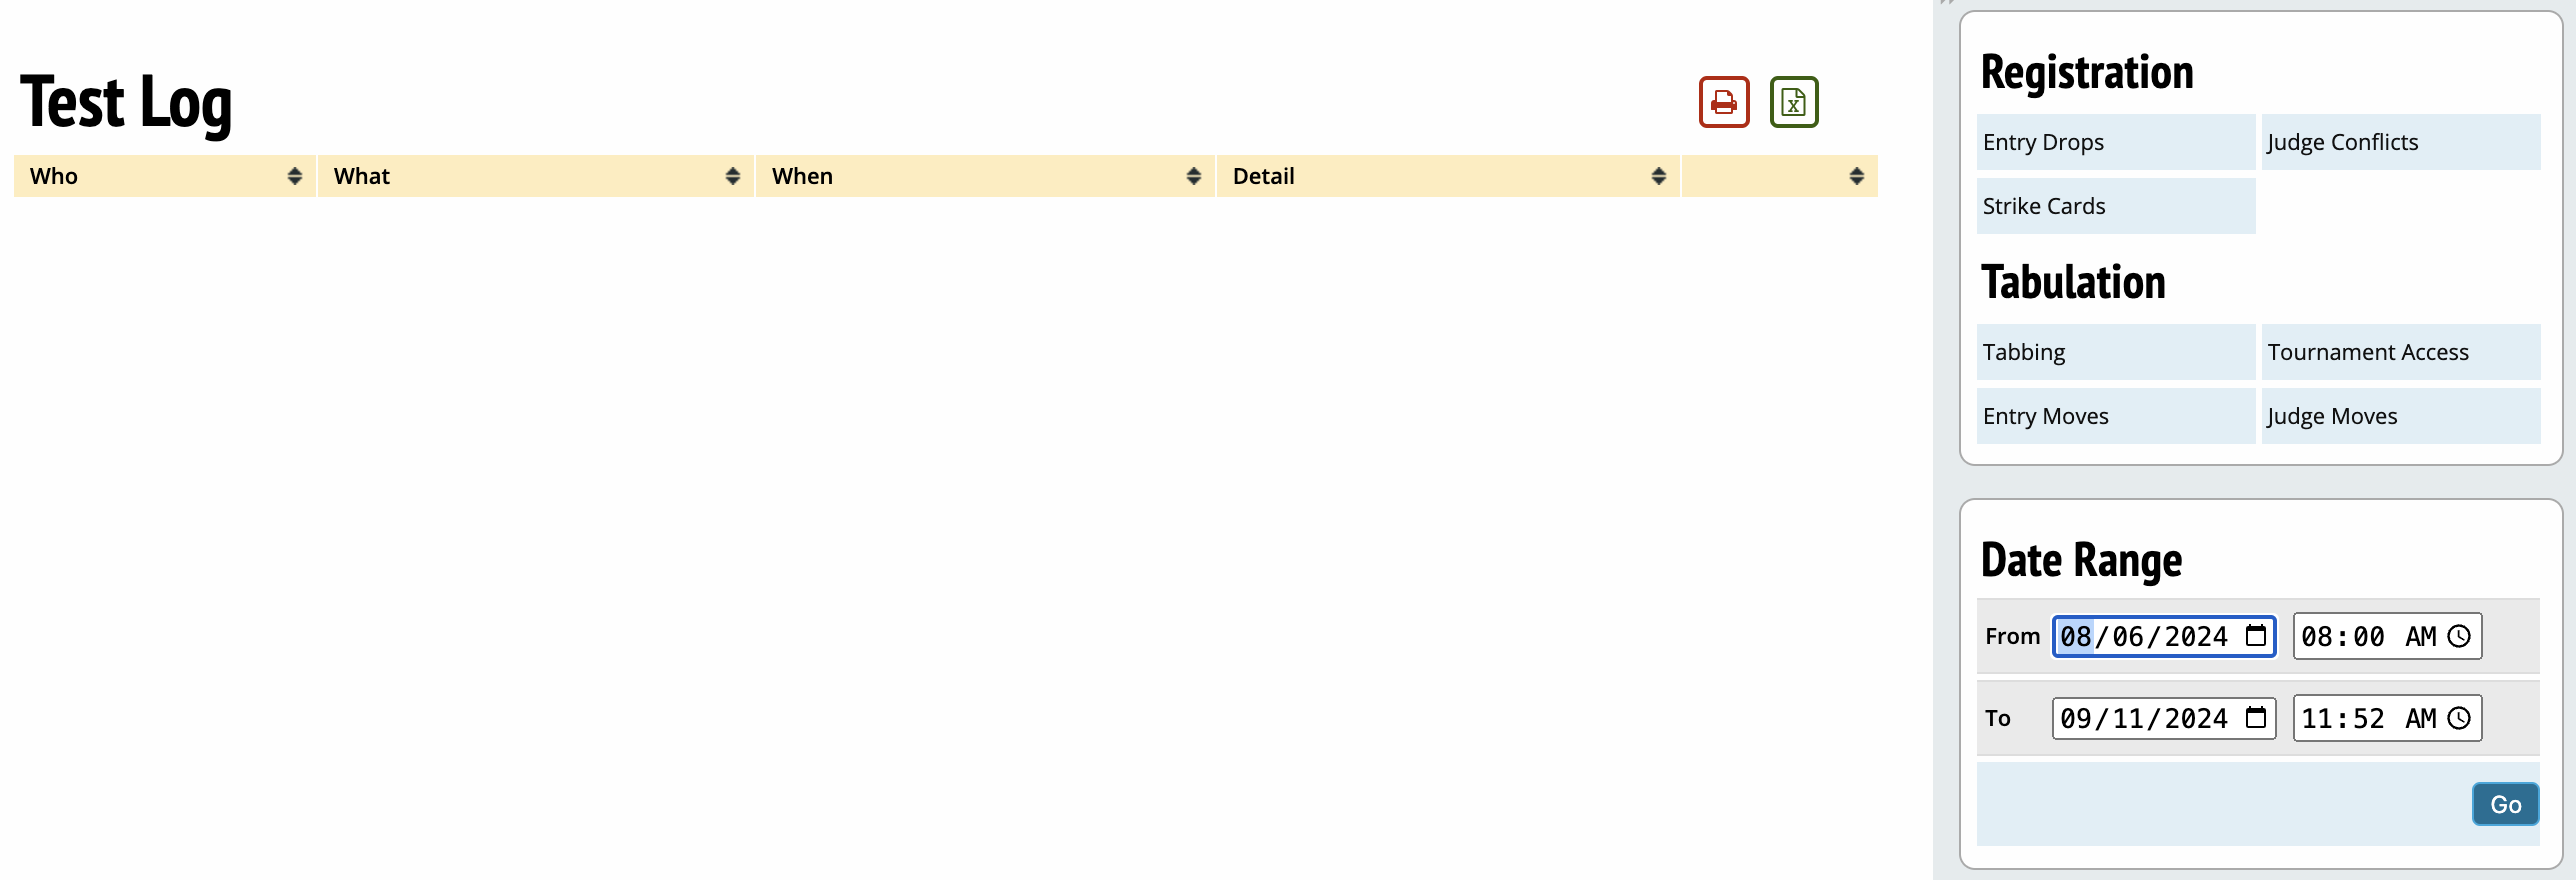 Test Log
Who What When Detail
Registration
Entry Drops Judge Conflicts
Strike Cards
Tabulation
Tabbing Tournament Access
Entry Moves Judge Moves
Date Range
From 08/06/2024 08:00 AM
To 09/11/2024 11:52 AM
Go